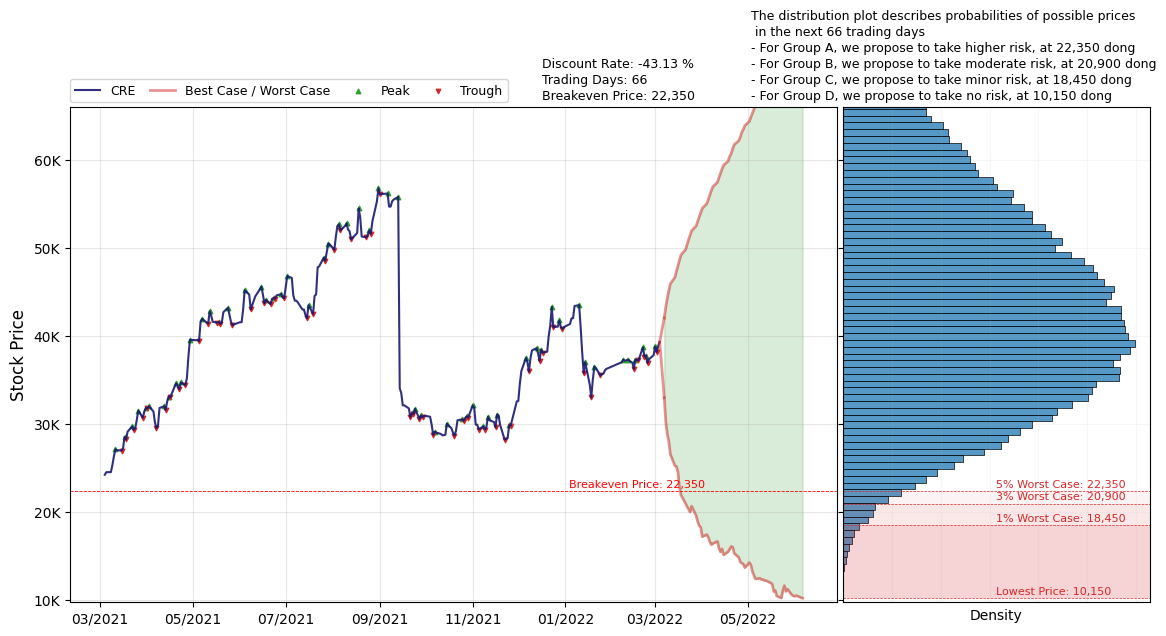 The distribution plot describes probabilities of possible prices
in the next 66 trading days
- For Group A, we propose to take higher risk, at 22,350 dong
- For Group B, we propose to take moderate risk, at 20,900 dong
- For Group C, we propose to take minor risk, at 18,450 dong
- For Group D, we propose to take no risk, at 10,150 dong
Discount Rate: -43.13 %
Trading Days: 66
Breakeven Price: 22,350
CRE
Best Case / Worst Case
Peak
Trough
Stock Price
60K
50K
40K
30K
20K
10K
Breakeven Price: 22,350
5% Worst Case: 22,350
3% Worst Case: 20,900
1% Worst Case: 18,450
Lowest Price: 10,150
03/2021
05/2021
07/2021
09/2021
11/2021
01/2022
03/2022
05/2022
Density